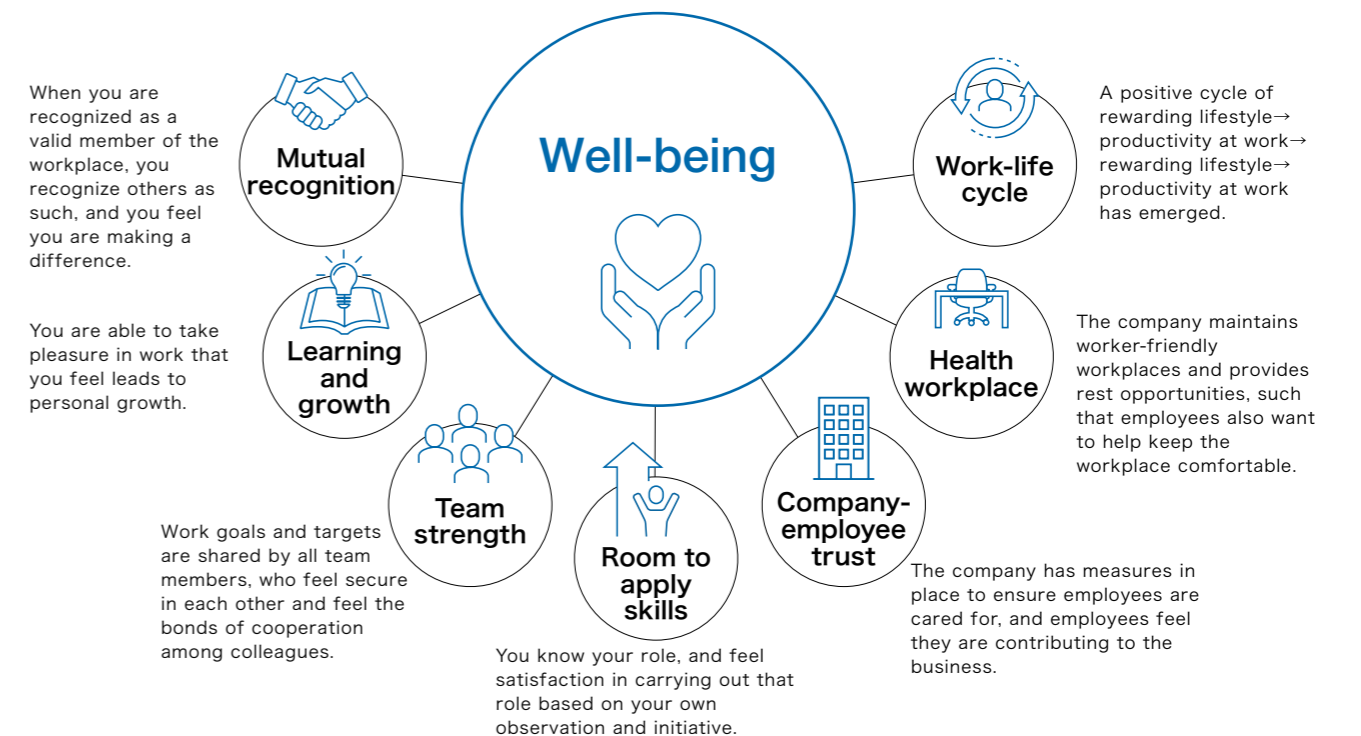 Well-being
Mutual
recognition
When you are
recognized as a
valid member of the
workplace, you
recognize others as
such, and you feel
you are making a
difference.
Learning
and
growth
You are able to take
pleasure in work that
you feel leads to
personal growth.
Team
strength
Work goals and targets
are shared by all team
members, who feel secure
in each other and feel the
bonds of cooperation
among colleagues.
Room to
apply
skills
You know your role, and feel
satisfaction in carrying out that
role based on your own
observation and initiative.
Company-
employee
trust
The company has measures in
place to ensure employees are
cared for, and employees feel
they are contributing to the
business.
Health
workplace
The company maintains
worker-friendly
workplaces and provides
rest opportunities, such
that employees also want
to help keep the
workplace comfortable.
Work-life
cycle
A positive cycle of
rewarding lifestyle→
productivity at work→
rewarding lifestyle→
productivity at work
has emerged.